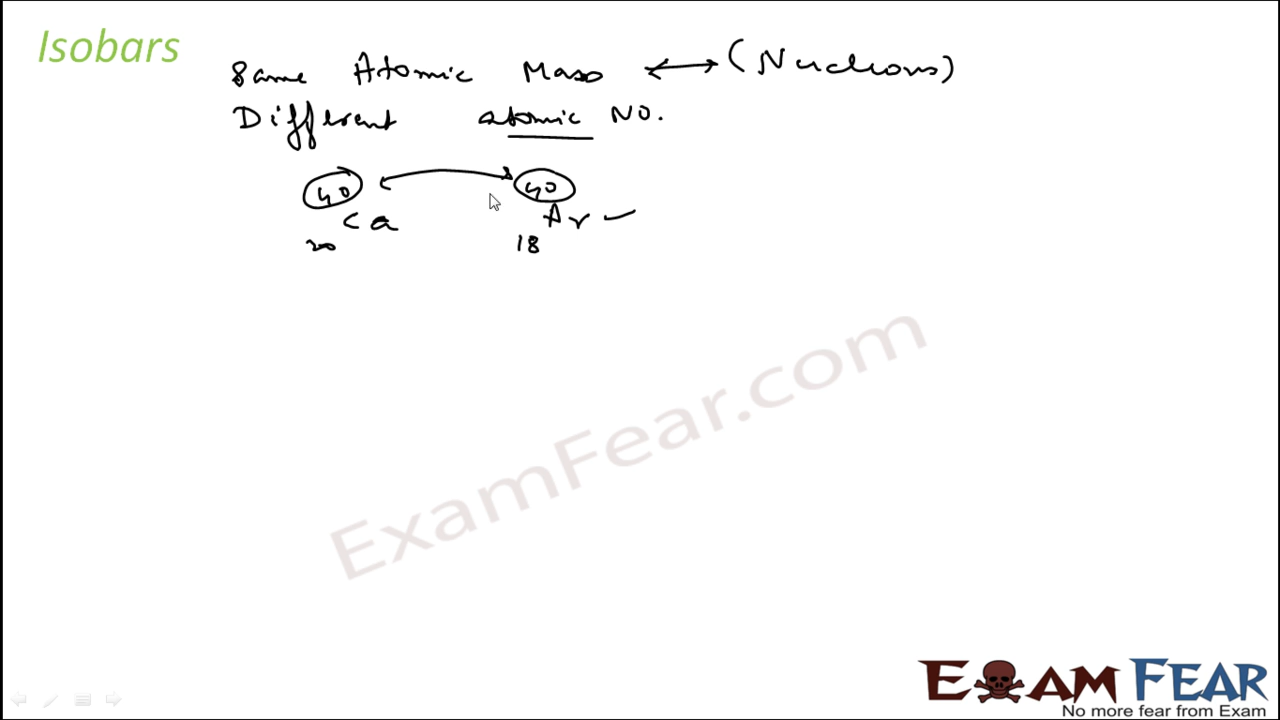 Isobars
Same Atomic Mass ↔ (Nucleons)
Different atomic NO.
40 40
Ca Ar
20 18
ExamFear.com
EXAM FEAR
No more fear from Exam